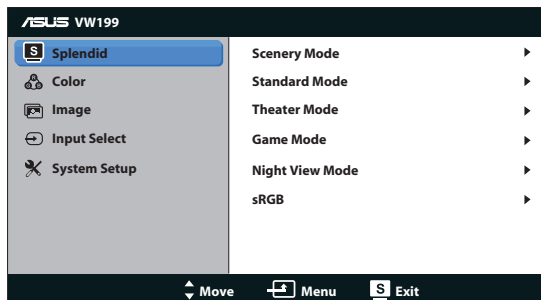 ASUS VW199
S Splendid
Color
Image
Input Select
System Setup
Scenery Mode
Standard Mode
Theater Mode
Game Mode
Night View Mode
sRGB
Move Menu S Exit